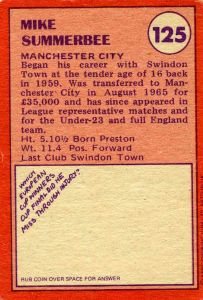 MIKE
SUMMERBEE
125
MANCHESTER CITY
Began his career with Swindon
Town at the tender age of 16 back
in 1959. Was transferred to Man-
chester City in August 1965 for
£35,000 and has since appeared in
League representative matches and
for the Under-23 and full England
team.
Ht. 5.10½ Born Preston
Wt. 11.4 Pos. Forward
Last Club Swindon Town
WHICH
EUROPEAN
CUP WINNERS
CUP FINAL DID HE
MISS THROUGH INJURY?
RUB COIN OVER SPACE FOR ANSWER